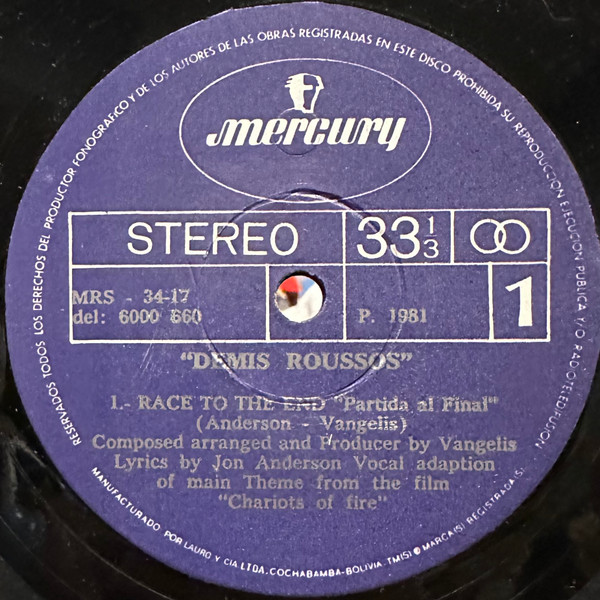 RESERVADOS TODOS LOS DERECHOS DEL PRODUCTOR FONOGRAFICO Y DE LOS AUTORES DE LAS OBRAS REGISTRADAS EN ESTE DISCO PROHIBIDA SU REPRODUCCION EJECUCION PUBLICA Y/O RADIOTELEDIFUSION
mercury
STEREO 33 1/3
MRS - 34-17
del: 6000 660 P. 1981 1
"DEMIS ROUSSOS"
1.- RACE TO THE END "Partida al Final"
(Anderson - Vangelis)
Composed arranged and Producer by Vangelis
Lyrics by Jon Anderson Vocal adaption
of main Theme from the film
"Chariots of fire"
MANUFACTURADO POR LAURO Y CIA LTDA. COCHABAMBA-BOLIVIA. TM(S) ® MARCA(S) REGISTRADA(S)